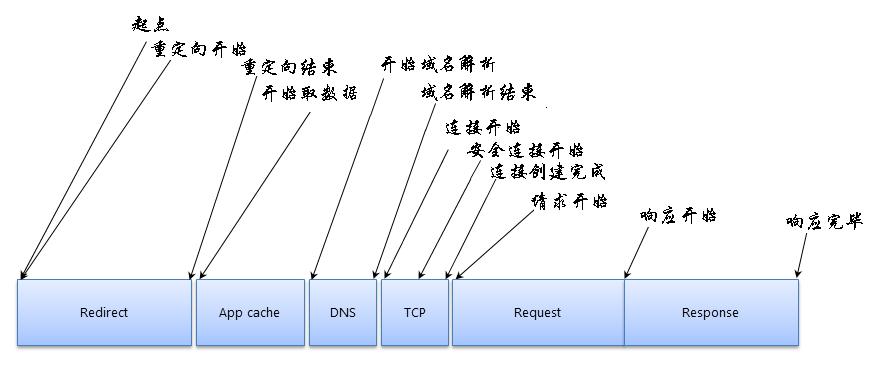 起点
重定向开始
重定向结束
开始取数据
开始域名解析
域名解析结束
连接开始
安全连接开始
连接创建完成
请求开始
响应开始
响应完毕
Redirect
App cache
DNS
TCP
Request
Response